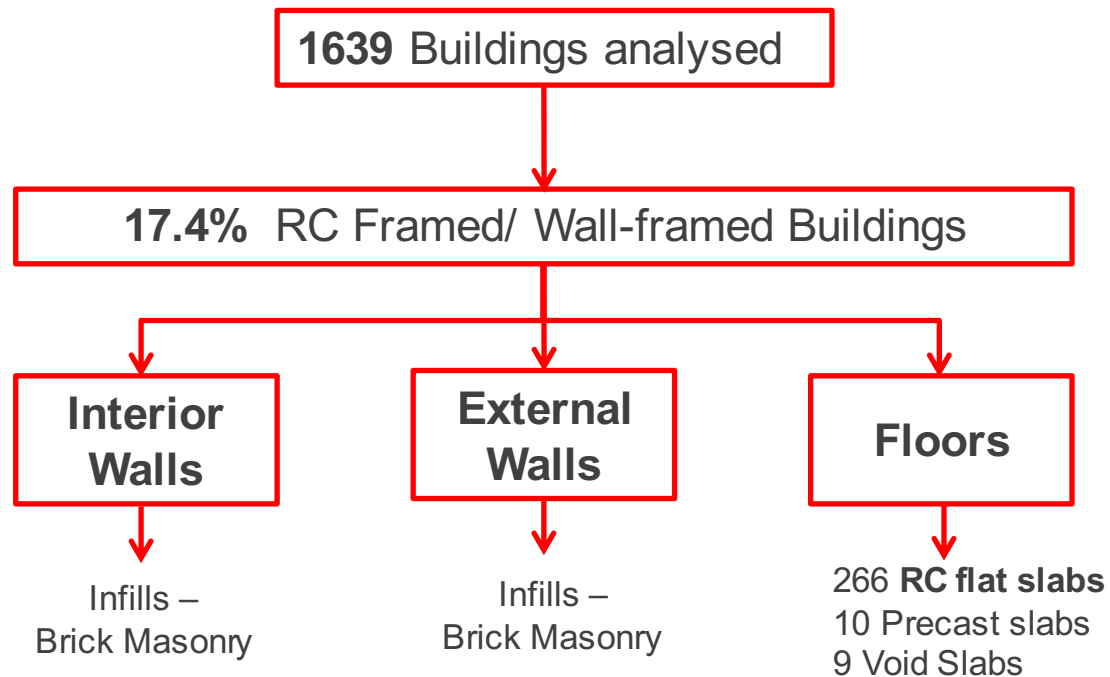 1639 Buildings analysed
17.4% RC Framed/ Wall-framed Buildings
Interior
Walls
External
Walls
Floors
Infills –
Brick Masonry
Infills –
Brick Masonry
266 RC flat slabs
10 Precast slabs
9 Void Slabs